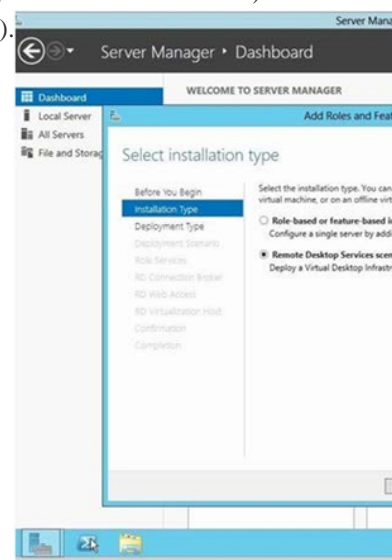 ).
Server Mana
Server Manager • Dashboard
WELCOME TO SERVER MANAGER
Dashboard
Local Server
All Servers
File and Storag
Add Roles and Feat
Select installation type
Before You Begin
Installation Type
Deployment Type
Deployment Scenario
Role Services
RD Connection Broker
RD Web Access
RD Virtualization Host
Confirmation
Completion
Select the installation type. You can
virtual machine, or on an offline virt
Role-based or feature-based i
Configure a single server by addi
Remote Desktop Services scen
Deploy a Virtual Desktop Infrastr